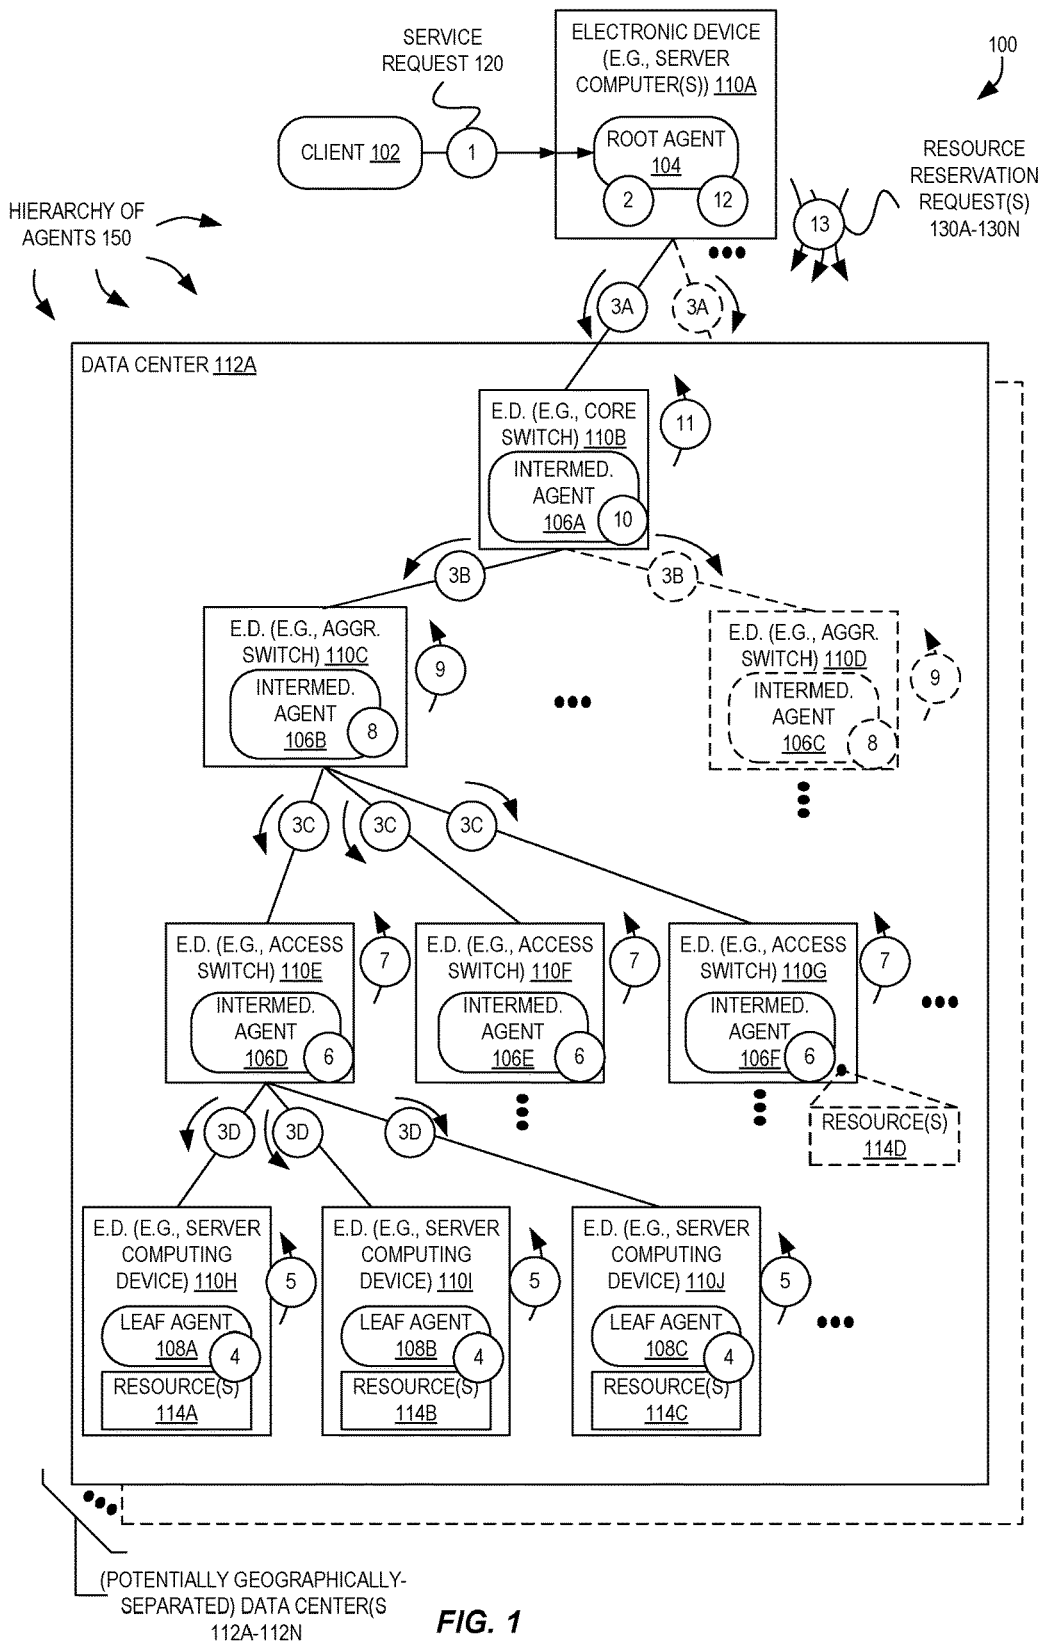 SERVICE
REQUEST 120
ELECTRONIC DEVICE
(E.G., SERVER
COMPUTER(S)) 110A
100
CLIENT 102
1
ROOT AGENT
104
2
12
RESOURCE
RESERVATION
REQUEST(S)
130A-130N
13
HIERARCHY OF
AGENTS 150
3A
3A
DATA CENTER 112A
E.D. (E.G., CORE
SWITCH) 110B
INTERMED.
AGENT
106A
10
11
3B
3B
E.D. (E.G., AGGR.
SWITCH) 110C
INTERMED.
AGENT
106B
8
9
E.D. (E.G., AGGR.
SWITCH) 110D
INTERMED.
AGENT
106C
8
9
3C
3C
3C
E.D. (E.G., ACCESS
SWITCH) 110E
INTERMED.
AGENT
106D
6
7
E.D. (E.G., ACCESS
SWITCH) 110F
INTERMED.
AGENT
106E
6
7
E.D. (E.G., ACCESS
SWITCH) 110G
INTERMED.
AGENT
106F
6
7
RESOURCE(S)
114D
3D
3D
3D
E.D. (E.G., SERVER
COMPUTING
DEVICE) 110H
LEAF AGENT
108A
4
RESOURCE(S)
114A
5
E.D. (E.G., SERVER
COMPUTING
DEVICE) 110I
LEAF AGENT
108B
4
RESOURCE(S)
114B
5
E.D. (E.G., SERVER
COMPUTING
DEVICE) 110J
LEAF AGENT
108C
4
RESOURCE(S)
114C
5
(POTENTIALLY GEOGRAPHICALLY-
SEPARATED) DATA CENTER(S
112A-112N
FIG. 1